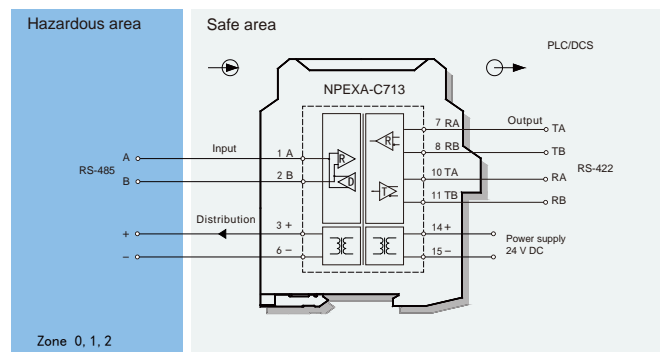 Hazardous area
Safe area
PLC/DCS
NPEXA-C713
7 RA
Output
TA
A
Input
1 A
R
R
8 RB
TB
RS-485
RS-422
B
2 B
D
T
10 TA
RA
11 TB
RB
Distribution
+
3 +
14 +
Power supply
24 V DC
−
6 −
15 −
Zone 0, 1, 2